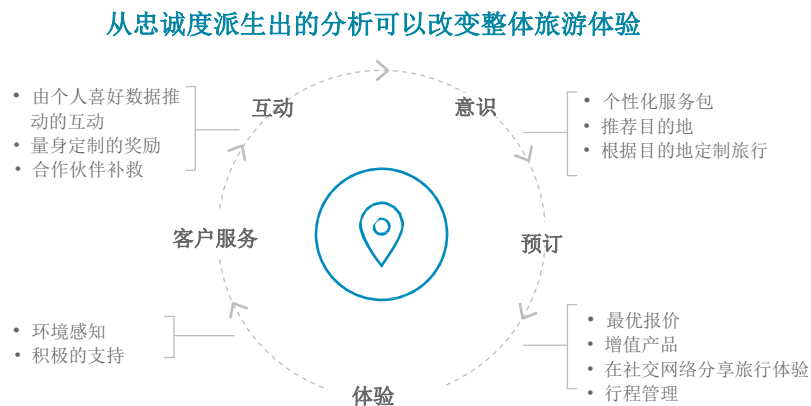 从忠诚度派生出的分析可以改变整体旅游体验
互动
• 由个人喜好数据推
动的互动
• 量身定制的奖励
• 合作伙伴补救
意识
• 个性化服务包
• 推荐目的地
• 根据目的地定制旅行
客户服务
预订
• 环境感知
• 积极的支持
• 最优报价
• 增值产品
• 在社交网络分享旅行体验
• 行程管理
体验